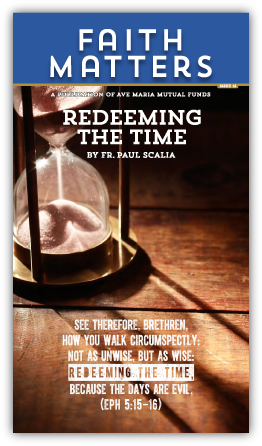 FAITH
MATTERS
A PUBLICATION OF AVE MARIA MUTUAL FUNDS
REDEEMING
THE TIME
BY FR. PAUL SCALIA
SEE THEREFORE, BRETHREN,
HOW YOU WALK CIRCUMSPECTLY:
NOT AS UNWISE, BUT AS WISE:
REDEEMING THE TIME,
BECAUSE THE DAYS ARE EVIL.
(EPH 5:15–16)